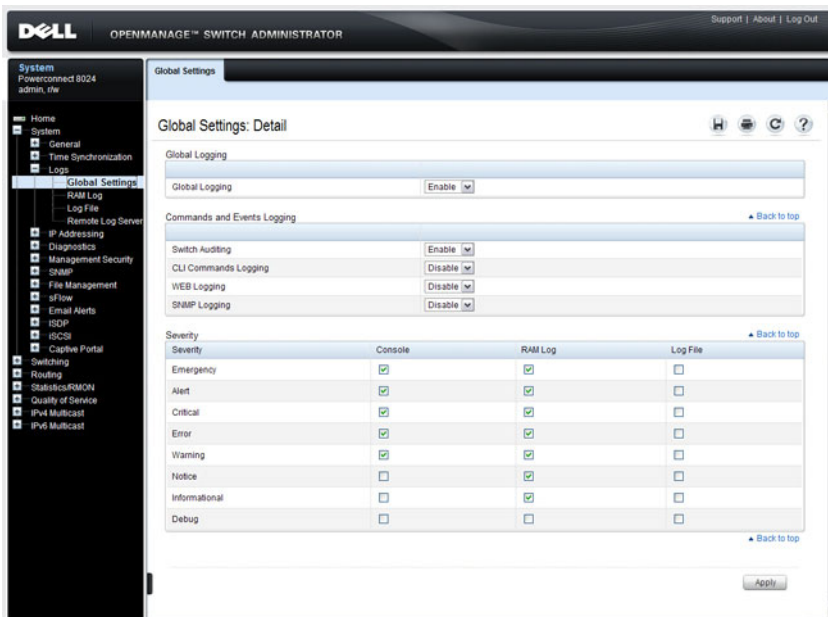 Support | About | Log Out
DELL OPENMANAGE™ SWITCH ADMINISTRATOR
System
Powerconnect 8024
admin, r/w
Home
System
General
Time Synchronization
Logs
Global Settings
RAM Log
Log File
Remote Log Server
IP Addressing
Diagnostics
Management Security
SNMP
File Management
sFlow
Email Alerts
ISDP
iSCSI
Captive Portal
Switching
Routing
Statistics/RMON
Quality of Service
IPv4 Multicast
IPv6 Multicast
Global Settings
Global Settings: Detail
Global Logging
Global Logging Enable
Commands and Events Logging Back to top
Switch Auditing Enable
CLI Commands Logging Disable
WEB Logging Disable
SNMP Logging Disable
Severity Back to top
Severity Console RAM Log Log File
Emergency
Alert
Critical
Error
Warning
Notice
Informational
Debug
Back to top
Apply